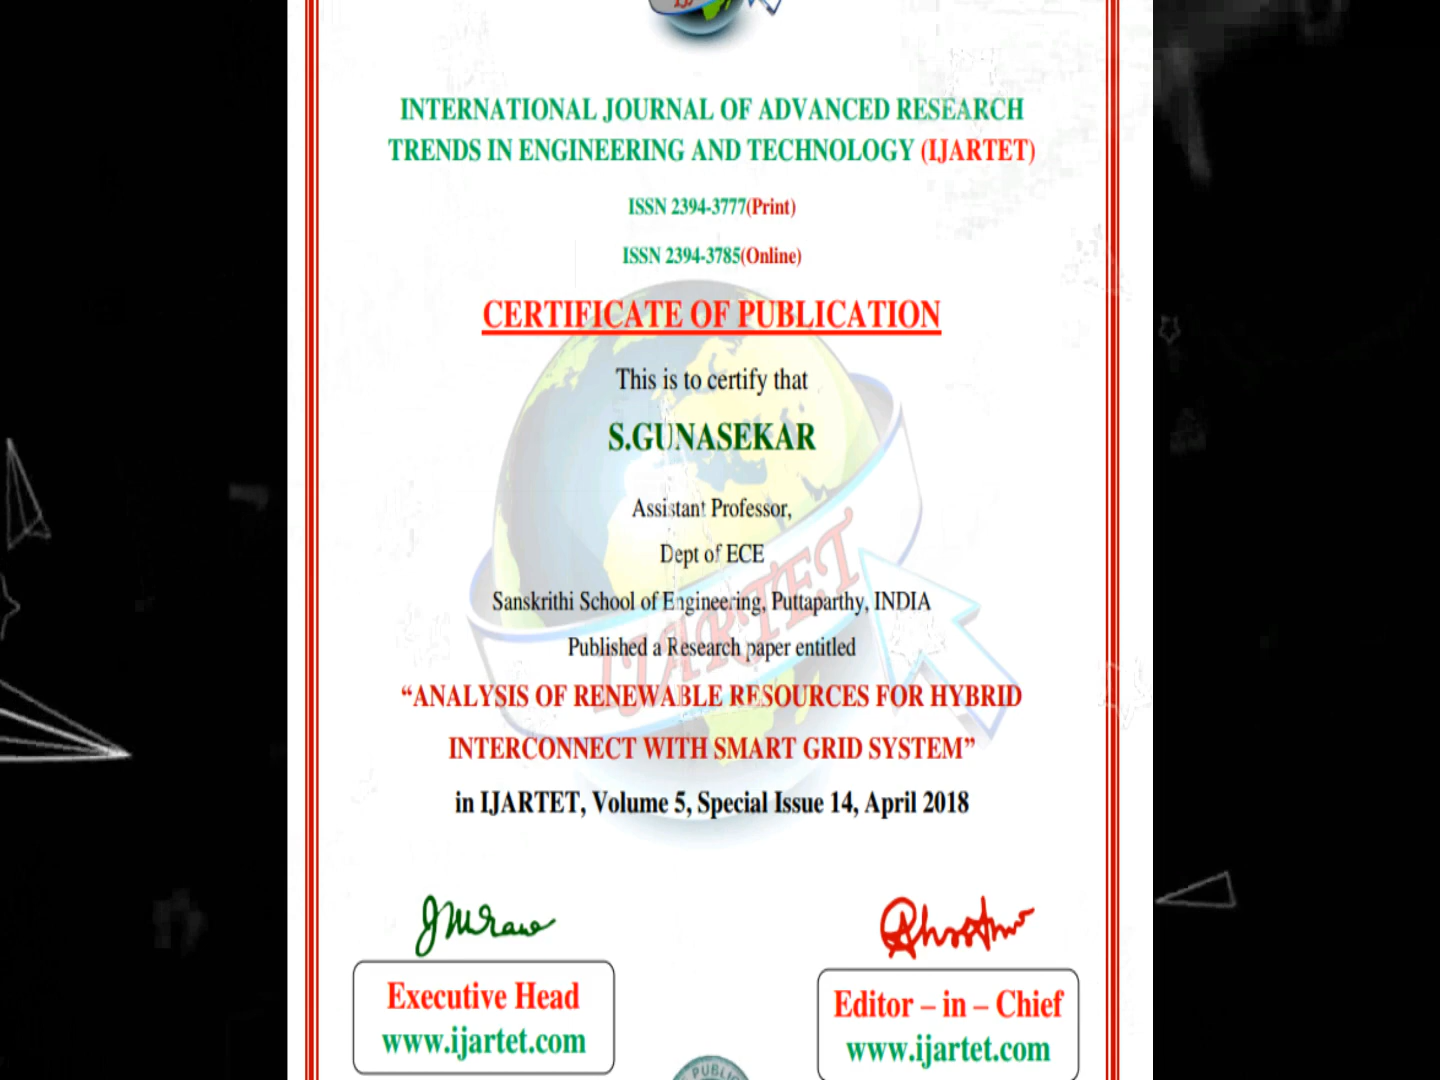 INTERNATIONAL JOURNAL OF ADVANCED RESEARCH
TRENDS IN ENGINEERING AND TECHNOLOGY (IJARTET)
ISSN 2394-3777(Print)
ISSN 2394-3785(Online)
CERTIFICATE OF PUBLICATION
This is to certify that
S.GUNASEKAR
Assistant Professor,
Dept of ECE
Sanskrithi School of Engineering, Puttaparthy, INDIA
Published a Research paper entitled
“ANALYSIS OF RENEWABLE RESOURCES FOR HYBRID
INTERCONNECT WITH SMART GRID SYSTEM”
in IJARTET, Volume 5, Special Issue 14, April 2018
IJARTET
Executive Head
www.ijartet.com
Editor – in – Chief
www.ijartet.com